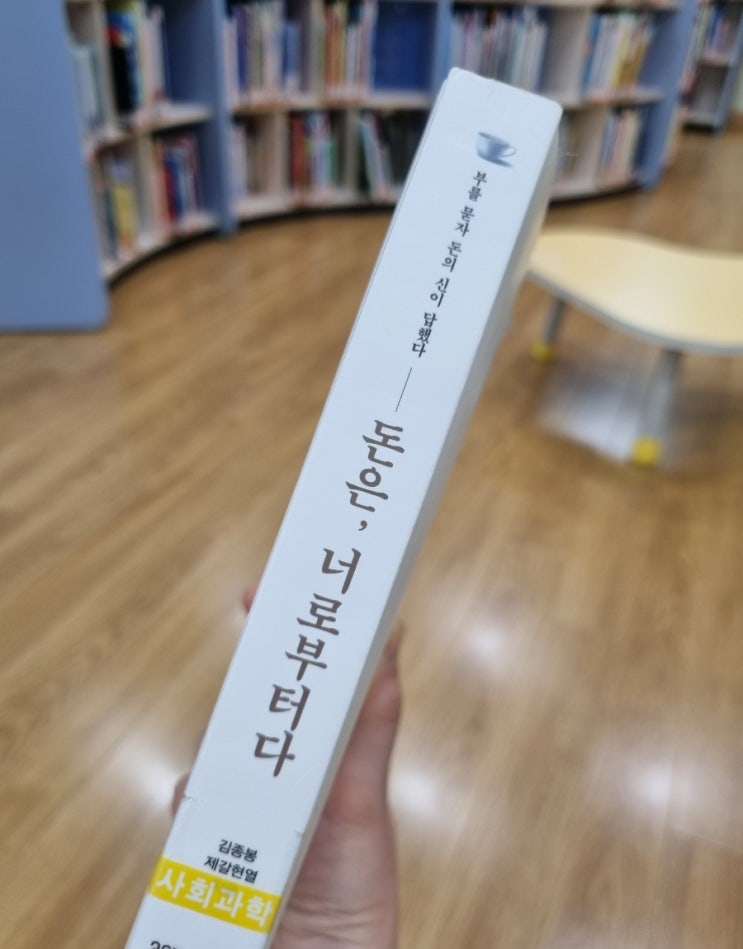 부를 묻자 돈의 신이 답했다
돈은, 너로부터다
김종봉
제갈현열
사회과학